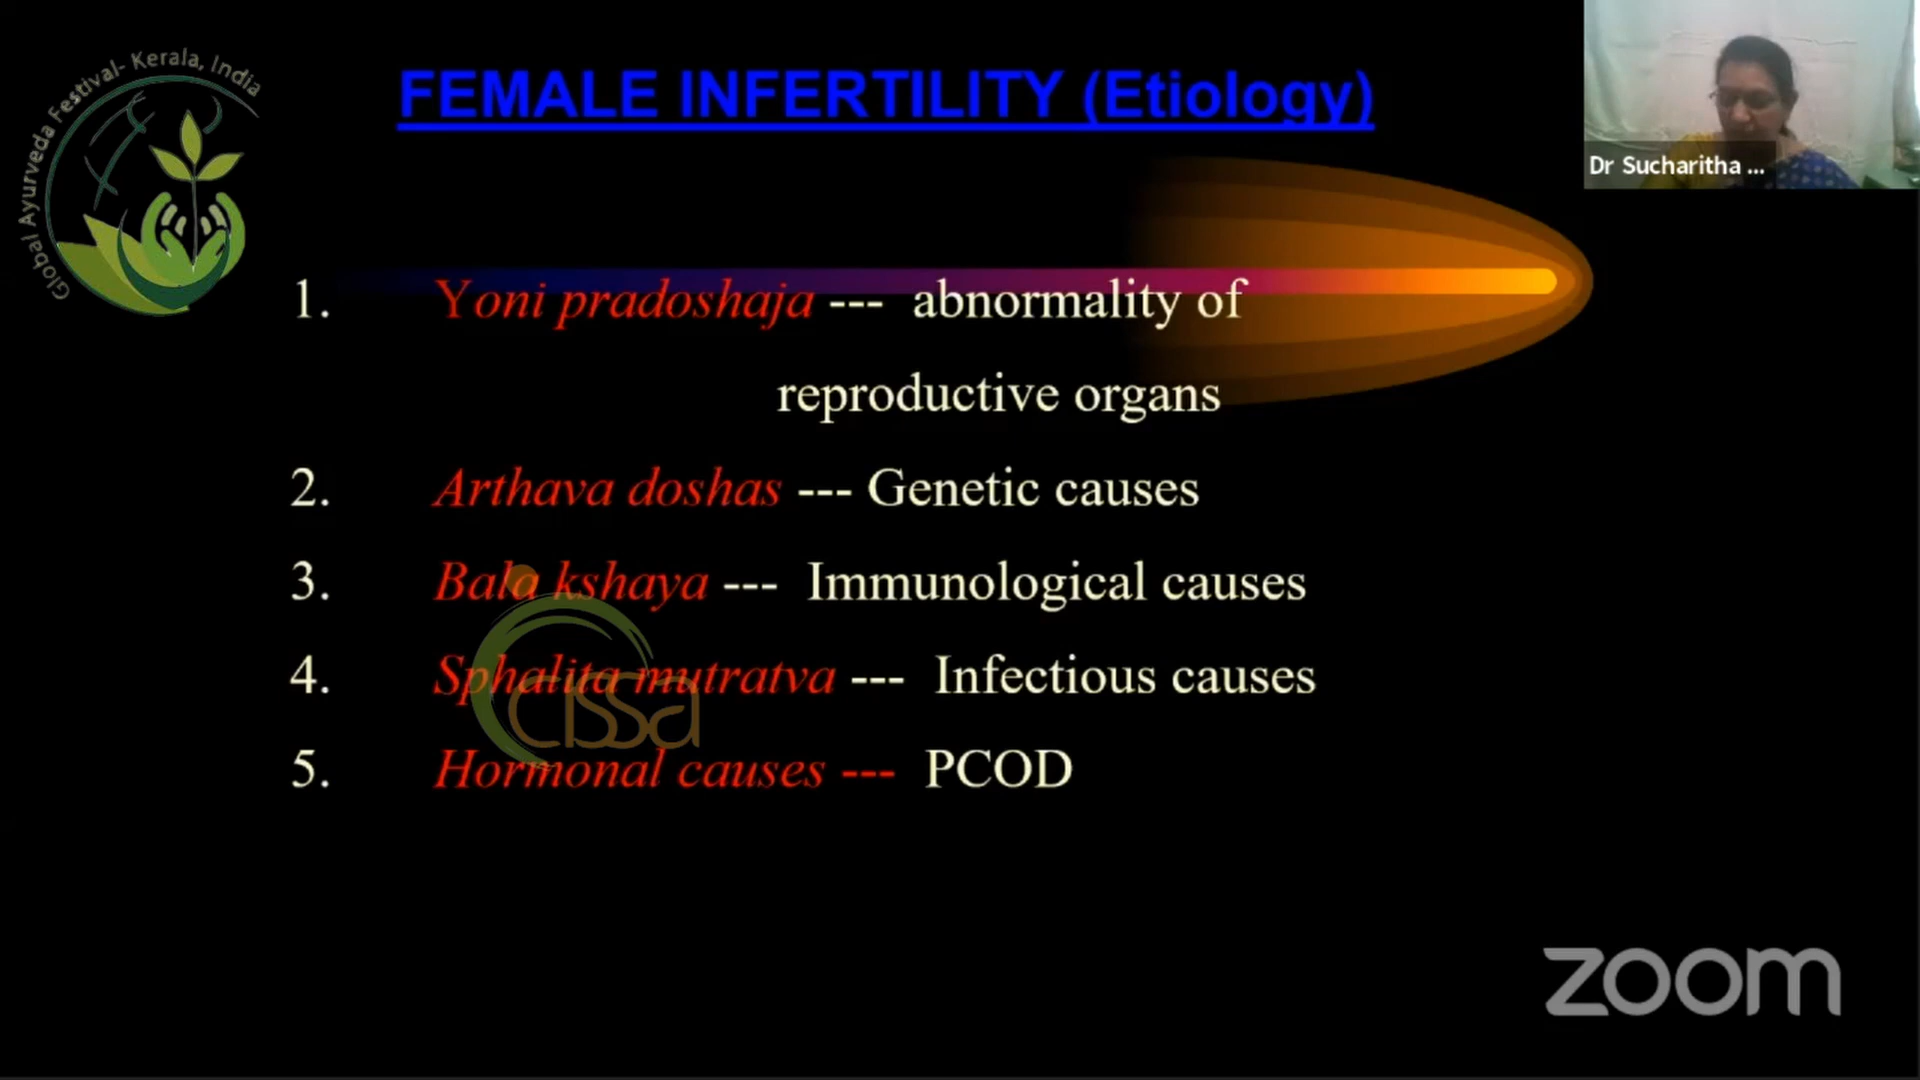 Global Ayurveda Festival- Kerala, India
FEMALE INFERTILITY (Etiology)
Dr Sucharitha ...
1. Yoni pradoshaja --- abnormality of
reproductive organs
2. Arthava doshas --- Genetic causes
3. Bala kshaya --- Immunological causes
4. Sphalita mutratva --- Infectious causes
cissa
5. Hormonal causes --- PCOD
zoom